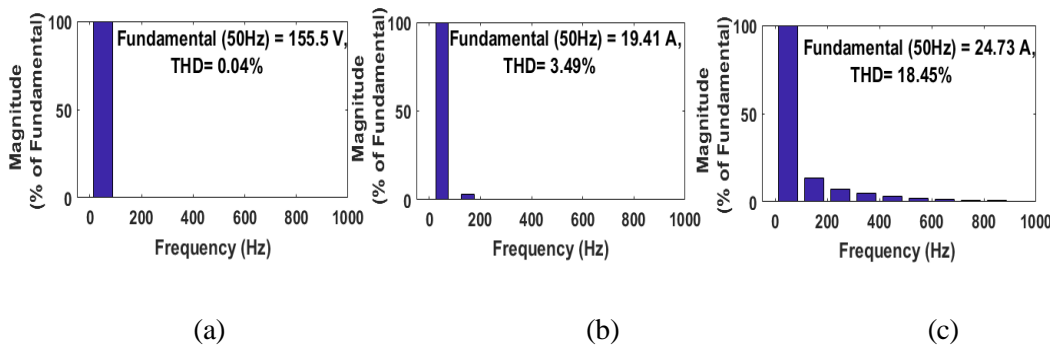 Fundamental (50Hz) = 155.5 V,
THD= 0.04%
Magnitude
(% of Fundamental)
100
50
0
0 200 400 600 800 1000
Frequency (Hz)
(a)
Fundamental (50Hz) = 19.41 A,
THD= 3.49%
Magnitude
(% of Fundamental)
100
50
0
0 200 400 600 800 1000
Frequency (Hz)
(b)
Fundamental (50Hz) = 24.73 A,
THD= 18.45%
Magnitude
(% of Fundamental)
100
50
0
0 200 400 600 800 1000
Frequency (Hz)
(c)